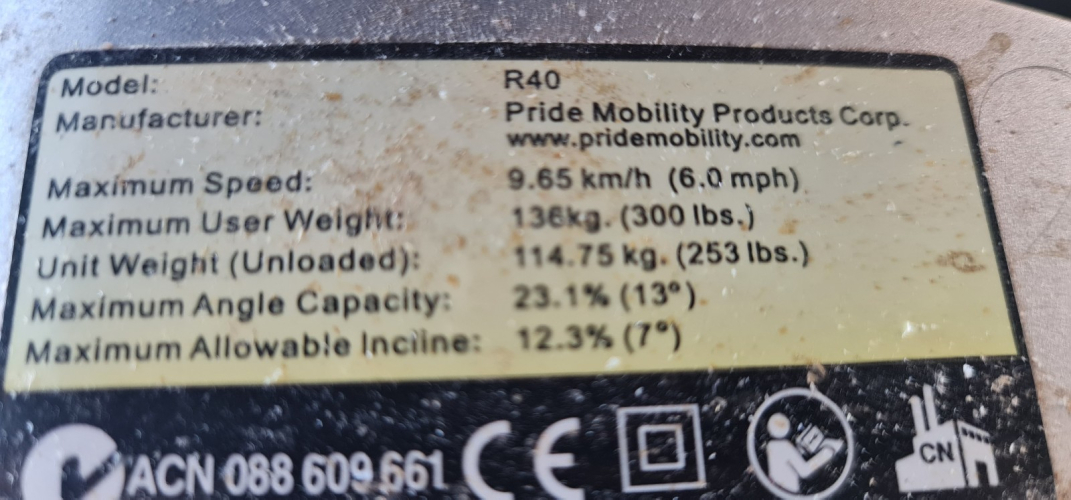 Model: R40
Manufacturer: Pride Mobility Products Corp.
www.pridemobility.com
Maximum Speed: 9.65 km/h (6.0 mph)
Maximum User Weight: 136kg. (300 lbs.)
Unit Weight (Unloaded): 114.75 kg. (253 lbs.)
Maximum Angle Capacity: 23.1% (13°)
Maximum Allowable Incline: 12.3% (7°)
ACN 088 609 661 CE CN